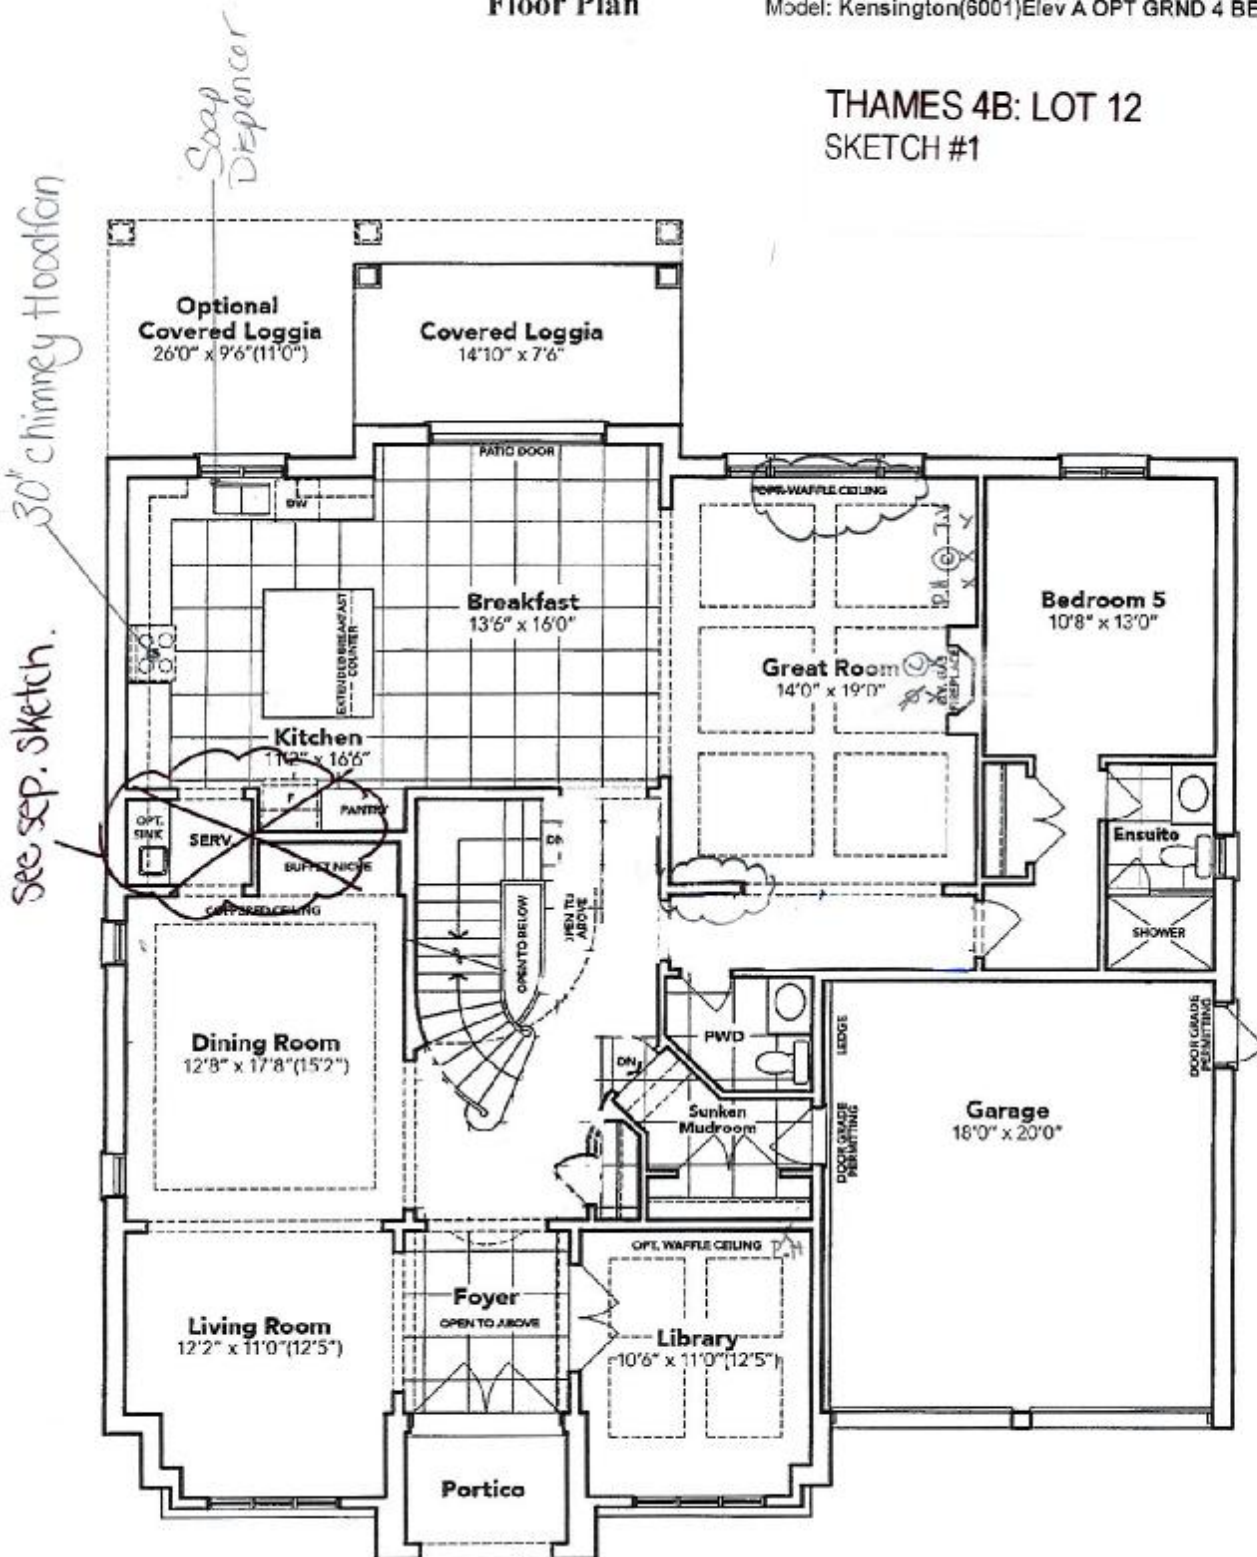 Floor Plan
Model: Kensington(6001)Elev A OPT GRND 4 BE
THAMES 4B: LOT 12
SKETCH #1
Soap
Dispencor
30" chimney Hoodfan
see sep. sketch.
Optional
Covered Loggia
26'0" x 9'6"(11'0")
Covered Loggia
14'10" x 7'6"
PATIO DOOR
OPT. WAFFLE CEILING
DW
Breakfast
13'6" x 16'0"
EXTENDED BREAKFAST
COUNTER
Great Room
14'0" x 19'0"
FIREPLACE
Bedroom 5
10'8" x 13'0"
Kitchen
11'2" x 16'6"
F
PANTRY
OPT.
SINK
SERV.
BUFFET NICHE
COFFERED CEILING
DN
OPEN TO
ABOVE
OPEN TO BELOW
Ensuite
SHOWER
Dining Room
12'8" x 17'8"(15'2")
PWD
DN
Sunken
Mudroom
LEDGE
DOOR GRADE
PERMITTING
DOOR GRADE
PERMITTING
Garage
18'0" x 20'0"
OPT. WAFFLE CEILING
Foyer
OPEN TO ABOVE
Living Room
12'2" x 11'0"(12'5")
Library
10'6" x 11'0"(12'5")
Portico